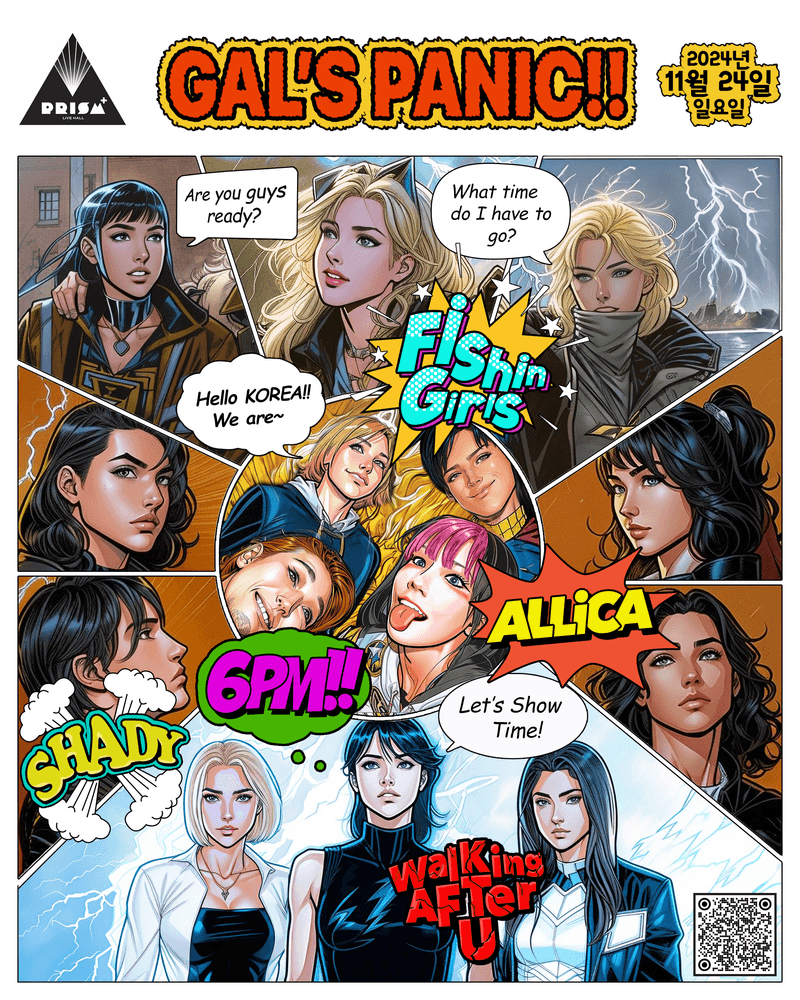 PRISM+
LIVE HALL
GAL'S PANIC!!
2024년
11월 24일
일요일
Are you guys
ready?
What time
do I have to
go?
Fishin
Girls
Hello KOREA!!
We are~
ALLiCA
6PM!!
SHADY
Let's Show
Time!
Walking
AFTer
U